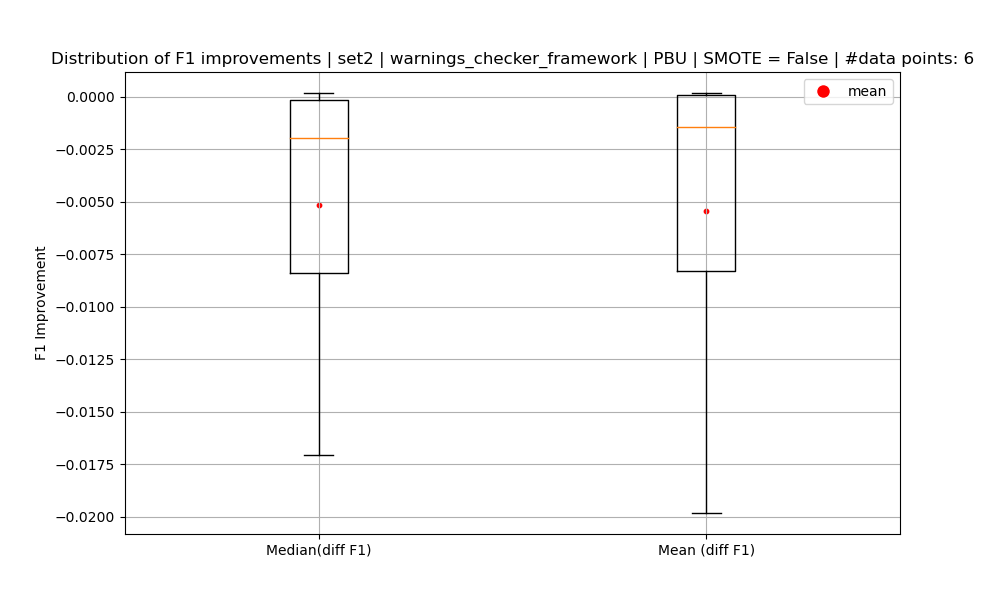 Distribution of F1 improvements | set2 | warnings_checker_framework | PBU | SMOTE = False | #data points: 6
mean
0.0000
−0.0025
−0.0050
−0.0075
−0.0100
−0.0125
−0.0150
−0.0175
−0.0200
F1 Improvement
Median(diff F1)
Mean (diff F1)